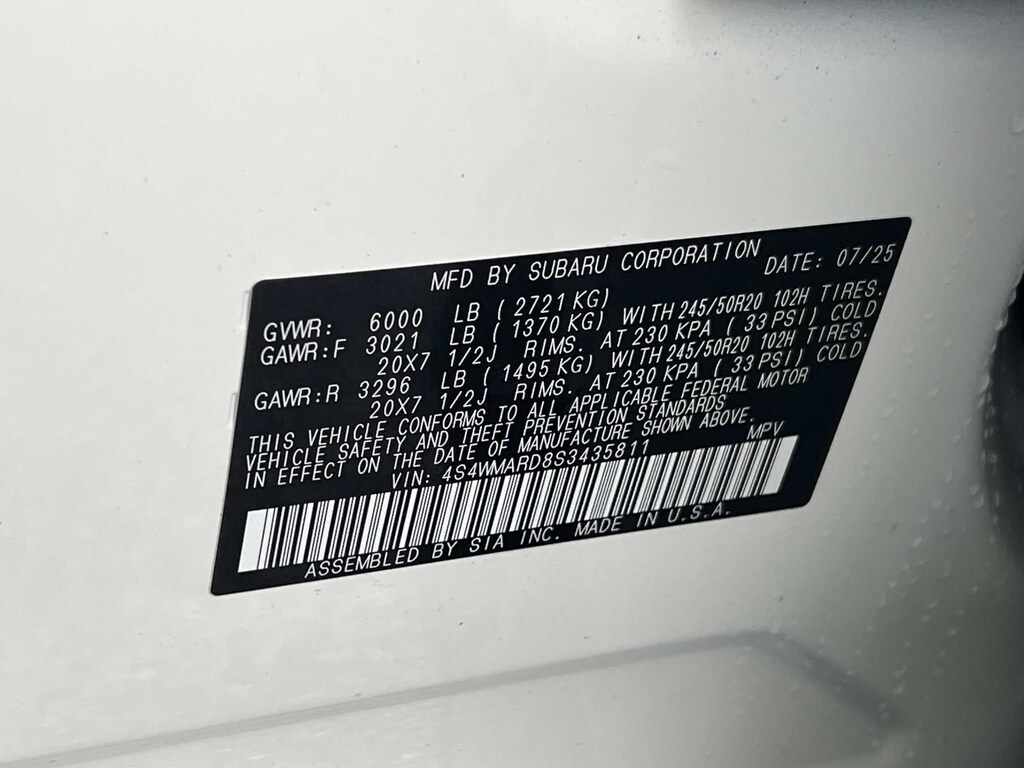 MFD BY SUBARU CORPORATION DATE: 07/25
GVWR: 6000 LB ( 2721 KG)
GAWR:F 3021 LB ( 1370 KG) WITH 245/50R20 102H TIRES.
20X7 1/2J RIMS. AT 230 KPA ( 33 PSI) COLD
GAWR:R 3296 LB ( 1495 KG) WITH 245/50R20 102H TIRES.
20X7 1/2J RIMS. AT 230 KPA ( 33 PSI) COLD
THIS VEHICLE CONFORMS TO ALL APPLICABLE FEDERAL MOTOR
VEHICLE SAFETY AND THEFT PREVENTION STANDARDS
IN EFFECT ON THE DATE OF MANUFACTURE SHOWN ABOVE.
VIN: 4S4WMARD8S3435811 MPV
ASSEMBLED BY SIA INC. MADE IN U.S.A.